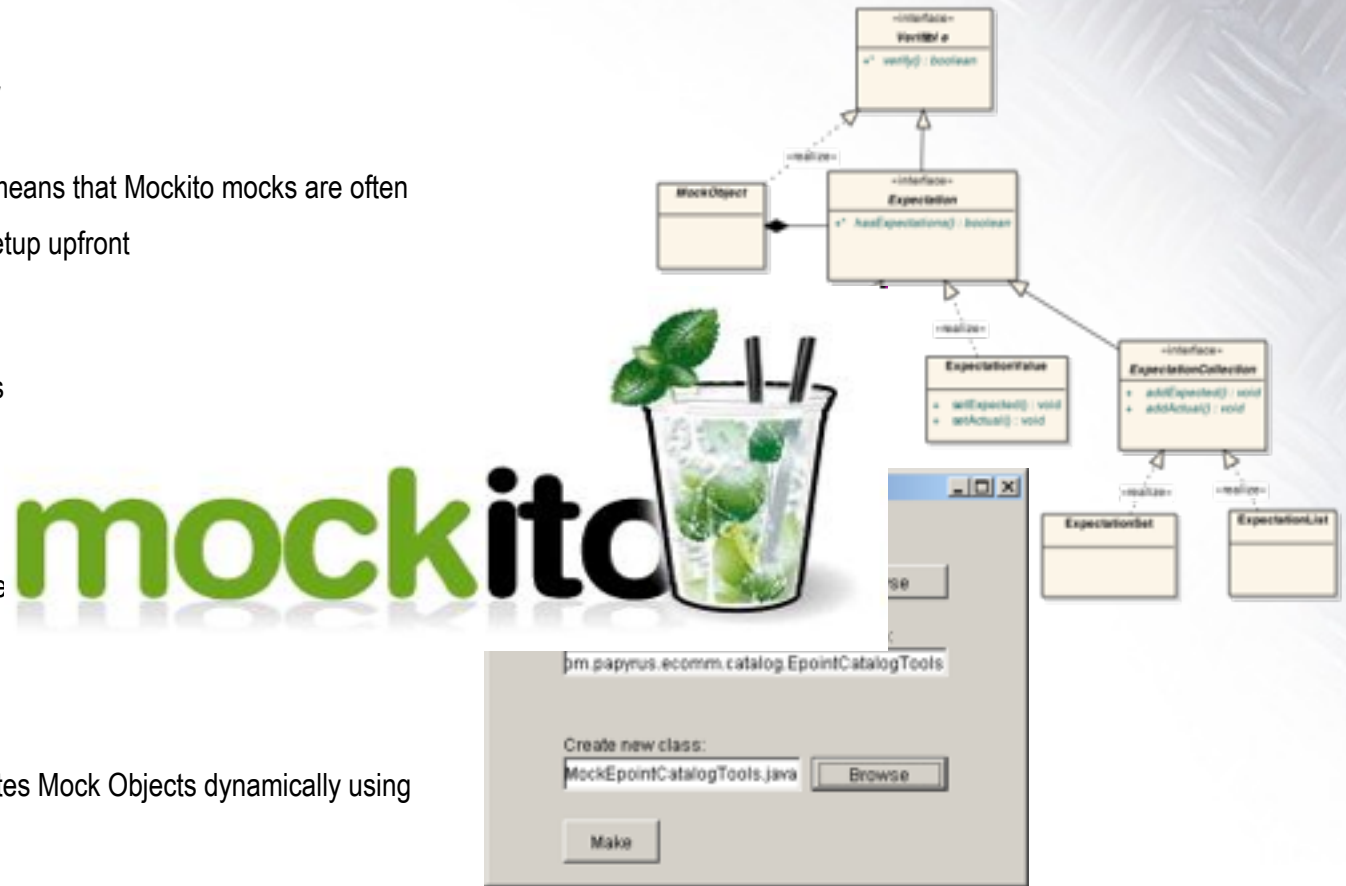 means that Mockito mocks are often
etup upfront
s
mockito
e
tes Mock Objects dynamically using
«interface»
+* verify() : boolean
«realize»
MockObject
«interface»
Expectation
+* hasExpectations() : boolean
«realize»
ExpectationValue
+ setExpected() : void
+ setActual() : void
«interface»
ExpectationCollection
+ addExpected() : void
+ addActual() : void
«realize»
«realize»
ExpectationSet
ExpectationList
se
:
om.papyrus.ecomm.catalog.EpointCatalogTools
Create new class:
MockEpointCatalogTools.java
Browse
Make